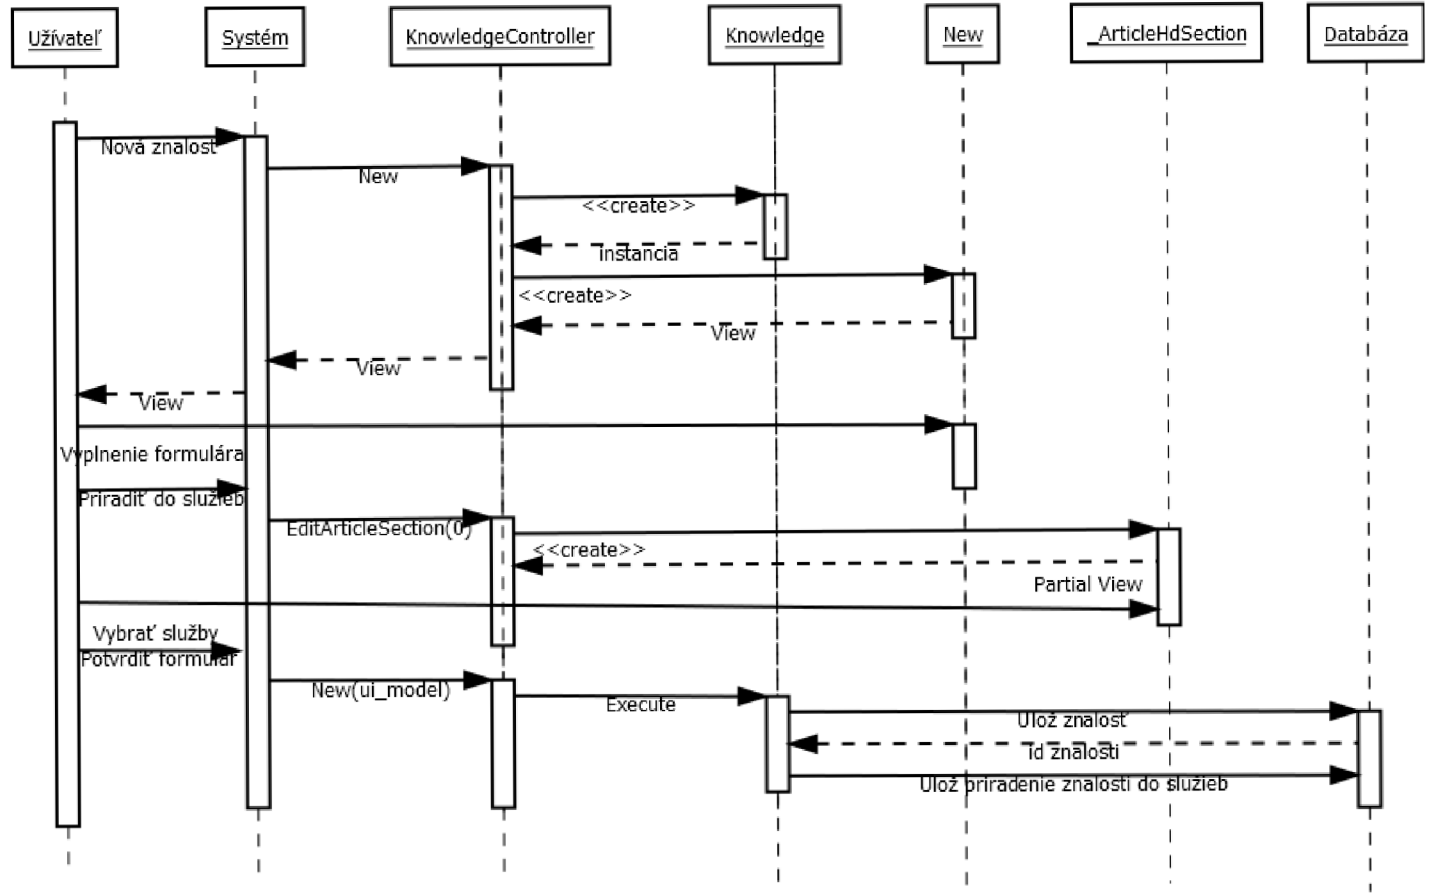 Užívateľ
Systém
KnowledgeController
Knowledge
New
_ArticleHdSection
Databáza
Nová znalosť
New
<<create>>
instancia
<<create>>
View
View
View
Vyplnenie formulára
Priradiť do služieb
EditArticleSection(0)
<<create>>
Partial View
Vybrať služby
Potvrdiť formulár
New(ui_model)
Execute
Ulož znalosť
id znalosti
Ulož priradenie znalosti do služieb